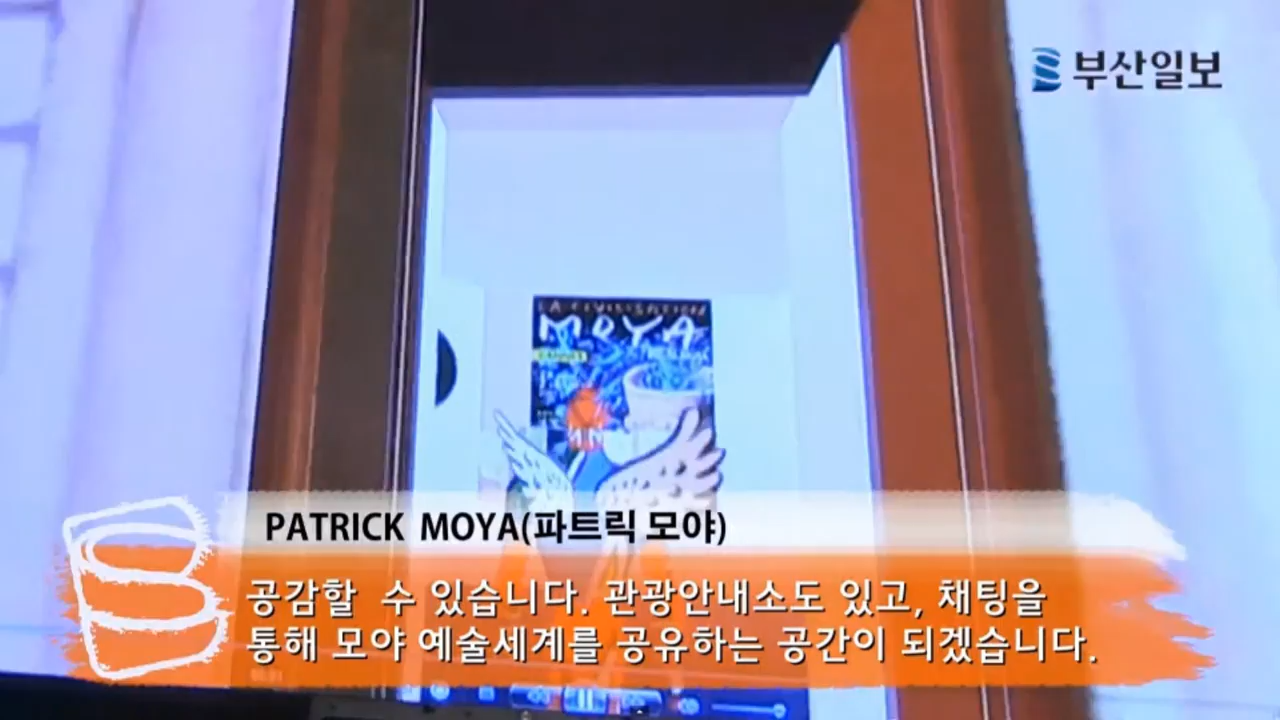 부산일보
LA CIVILISATION
MOYA
PATRICK MOYA(파트릭 모야)
공감할 수 있습니다. 관광안내소도 있고, 채팅을
통해 모야 예술세계를 공유하는 공간이 되겠습니다.